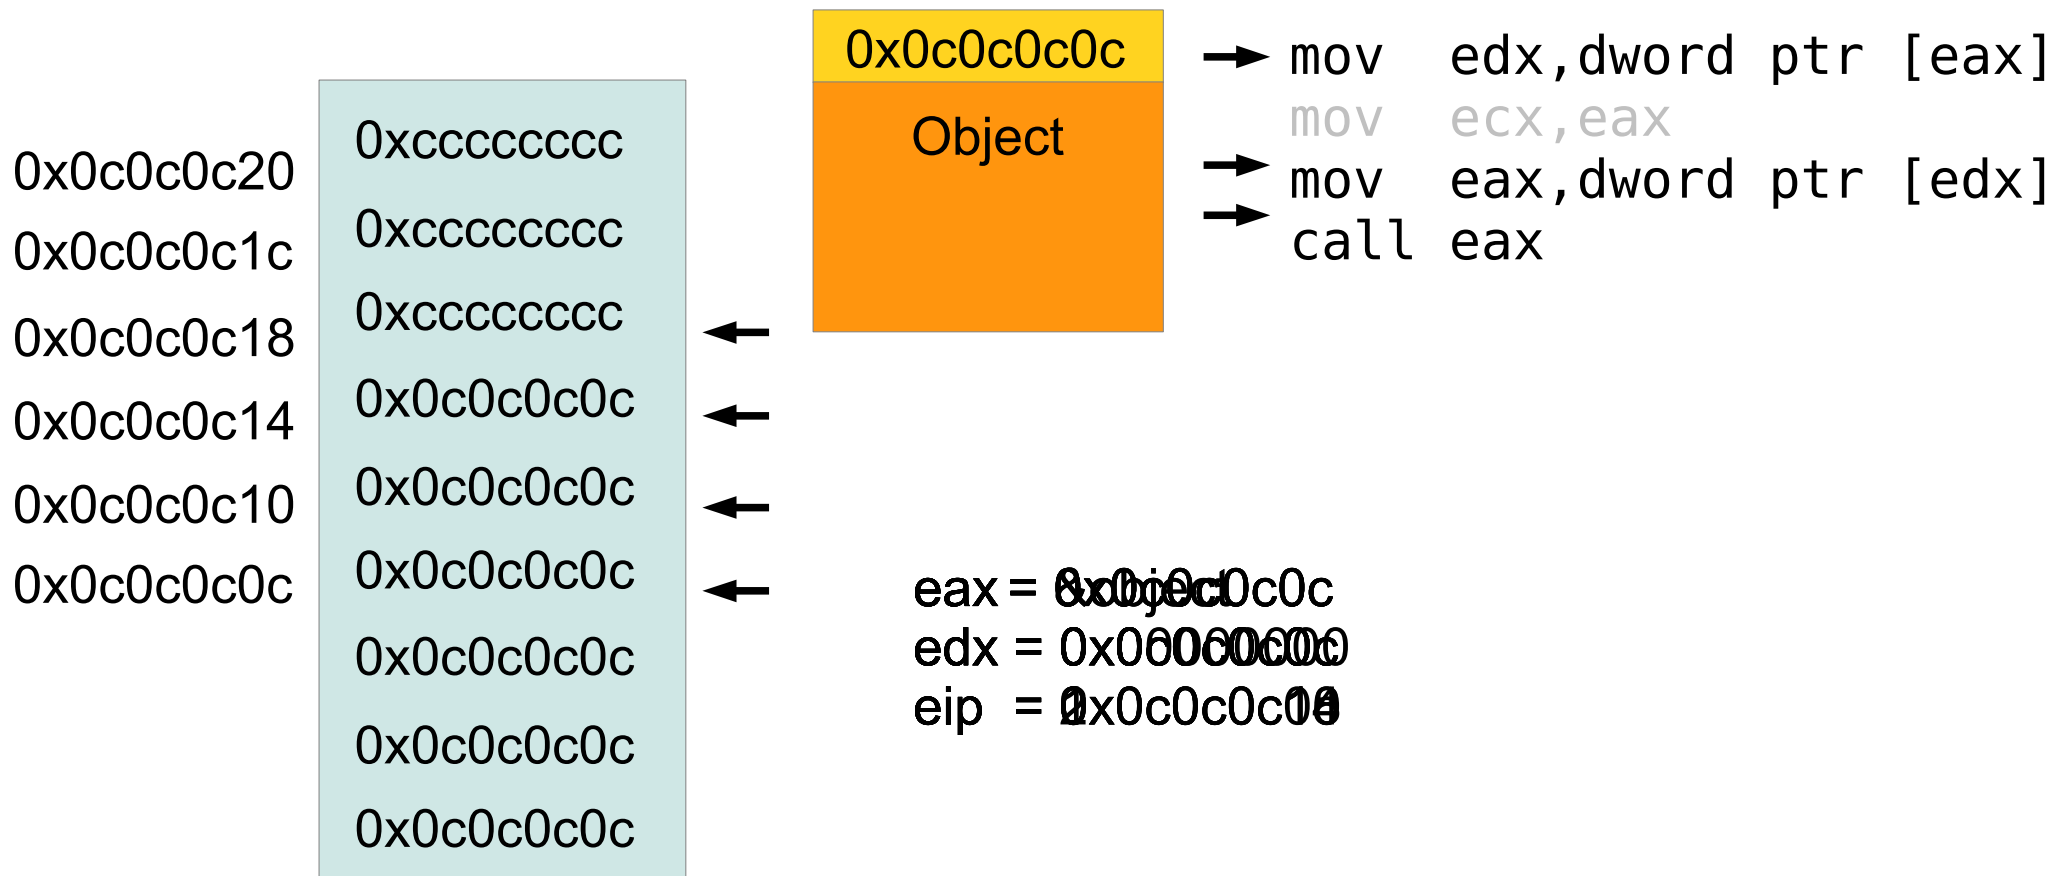 0x0c0c0c20
0x0c0c0c1c
0x0c0c0c18
0x0c0c0c14
0x0c0c0c10
0x0c0c0c0c
0xcccccccc
0xcccccccc
0xcccccccc
0x0c0c0c0c
0x0c0c0c0c
0x0c0c0c0c
0x0c0c0c0c
0x0c0c0c0c
0x0c0c0c0c
0x0c0c0c0c
Object
mov edx,dword ptr [eax]
mov ecx,eax
mov eax,dword ptr [edx]
call eax
eax =
edx =
eip =